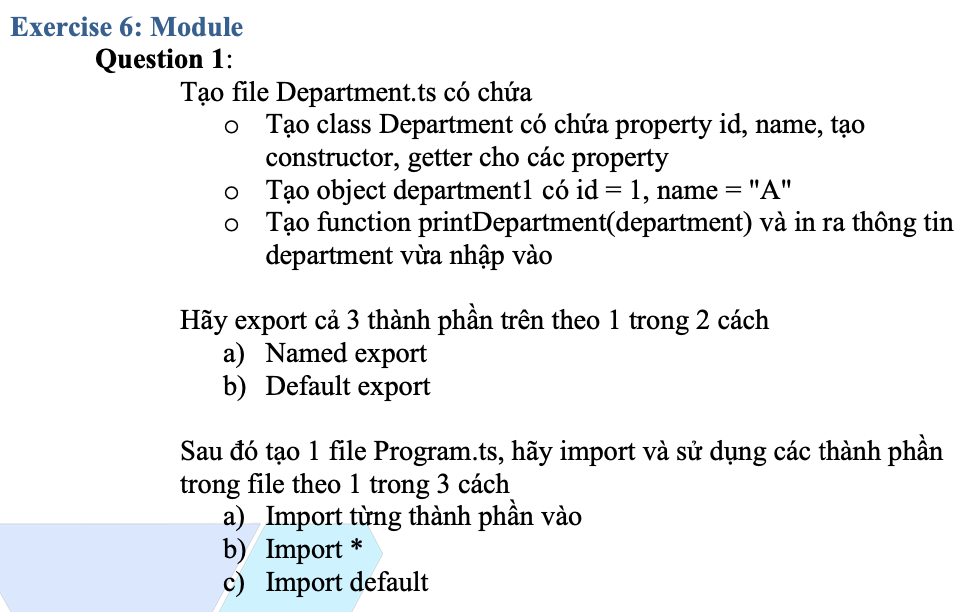 Exercise 6: Module
Question 1:
Tạo file Department.ts có chứa
o Tạo class Department có chứa property id, name, tạo
constructor, getter cho các property
o Tạo object department1 có id = 1, name = "A"
o Tạo function printDepartment(department) và in ra thông tin
department vừa nhập vào
Hãy export cả 3 thành phần trên theo 1 trong 2 cách
a) Named export
b) Default export
Sau đó tạo 1 file Program.ts, hãy import và sử dụng các thành phần
trong file theo 1 trong 3 cách
a) Import từng thành phần vào
b) Import *
c) Import default